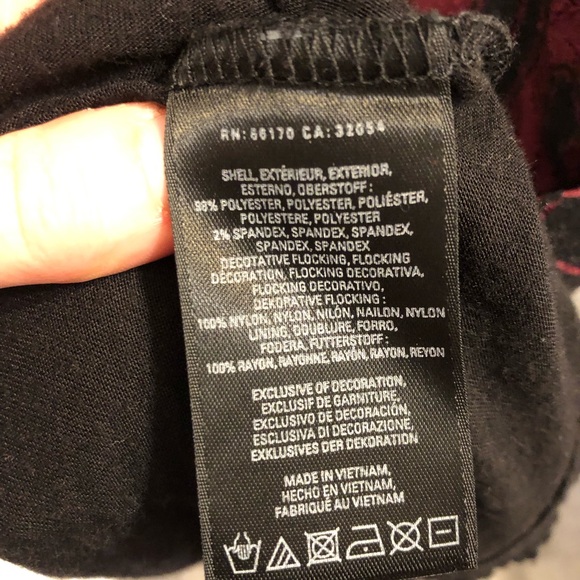 RN: 66170 CA: 32054
SHELL, EXTÉRIEUR, EXTERIOR,
ESTERNO, OBERSTOFF:
98% POLYESTER, POLYESTER, POLIÉSTER,
POLYESTERE, POLYESTER
2% SPANDEX, SPANDEX, SPANDEX,
SPANDEX, SPANDEX
DECOTATIVE FLOCKING, FLOCKING
DÉCORATION, FLOCKING DECORATIVA,
FLOCKING DECORATIVO,
DEKORATIVE FLOCKING:
100% NYLON, NYLON, NILÓN, NAILON, NYLON
LINING, DOUBLURE, FORRO,
FODERA, FUTTERSTOFF:
100% RAYON, RAYONNE, RAYÓN, RAYON, REYON
EXCLUSIVE OF DECORATION,
EXCLUSIF DE GARNITURE,
EXCLUSIVO DE DECORACIÓN,
ESCLUSIVA DI DECORAZIONE,
EXKLUSIVES DER DEKORATION
MADE IN VIETNAM,
HECHO EN VIETNAM,
FABRIQUÉ AU VIETNAM